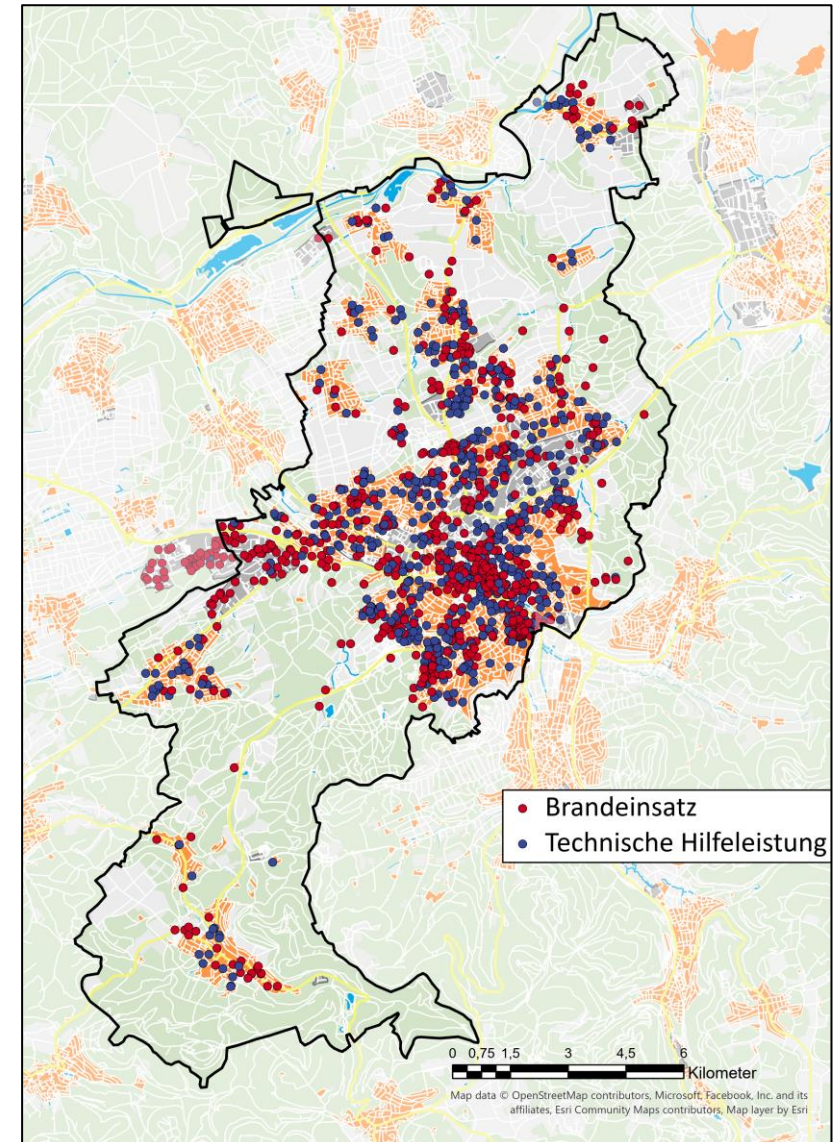 Brandeinsatz
Technische Hilfeleistung
0 0,75 1,5 3 4,5 6
Kilometer
Map data © OpenStreetMap contributors, Microsoft, Facebook, Inc. and its
affiliates, Esri Community Maps contributors, Map layer by Esri